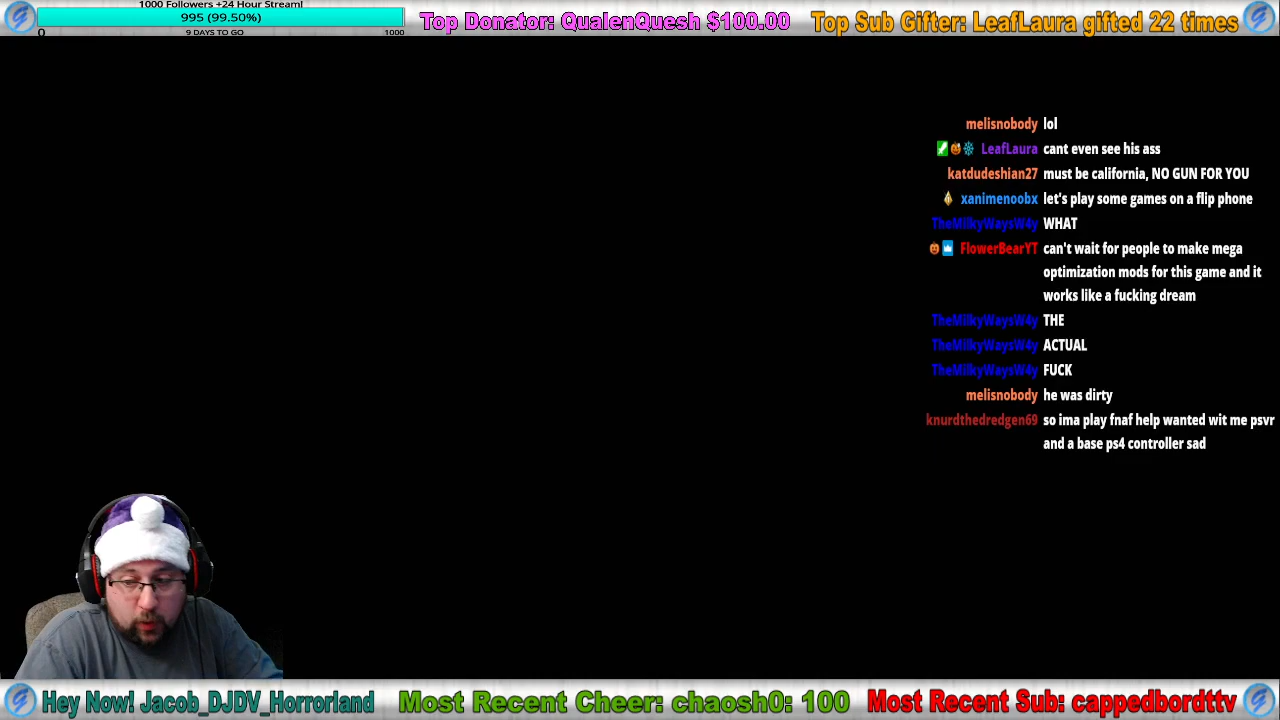 1000 Followers +24 Hour Stream!
995 (99.50%)
0 9 DAYS TO GO 1000
Top Donator: QualenQuesh $100.00
Top Sub Gifter: LeafLaura gifted 22 times
melisnobody lol
LeafLaura cant even see his ass
katdudeshian27 must be california, NO GUN FOR YOU
xanimenoobx let's play some games on a flip phone
TheMilkyWaysW4y WHAT
FlowerBearYT can't wait for people to make mega
optimization mods for this game and it
works like a fucking dream
TheMilkyWaysW4y THE
TheMilkyWaysW4y ACTUAL
TheMilkyWaysW4y FUCK
melisnobody he was dirty
knurdthedredgen69 so ima play fnaf help wanted wit me psvr
and a base ps4 controller sad
Hey Now! Jacob_DJDV_Horrorland
Most Recent Cheer: chaosh0: 100
Most Recent Sub: cappedbordttv